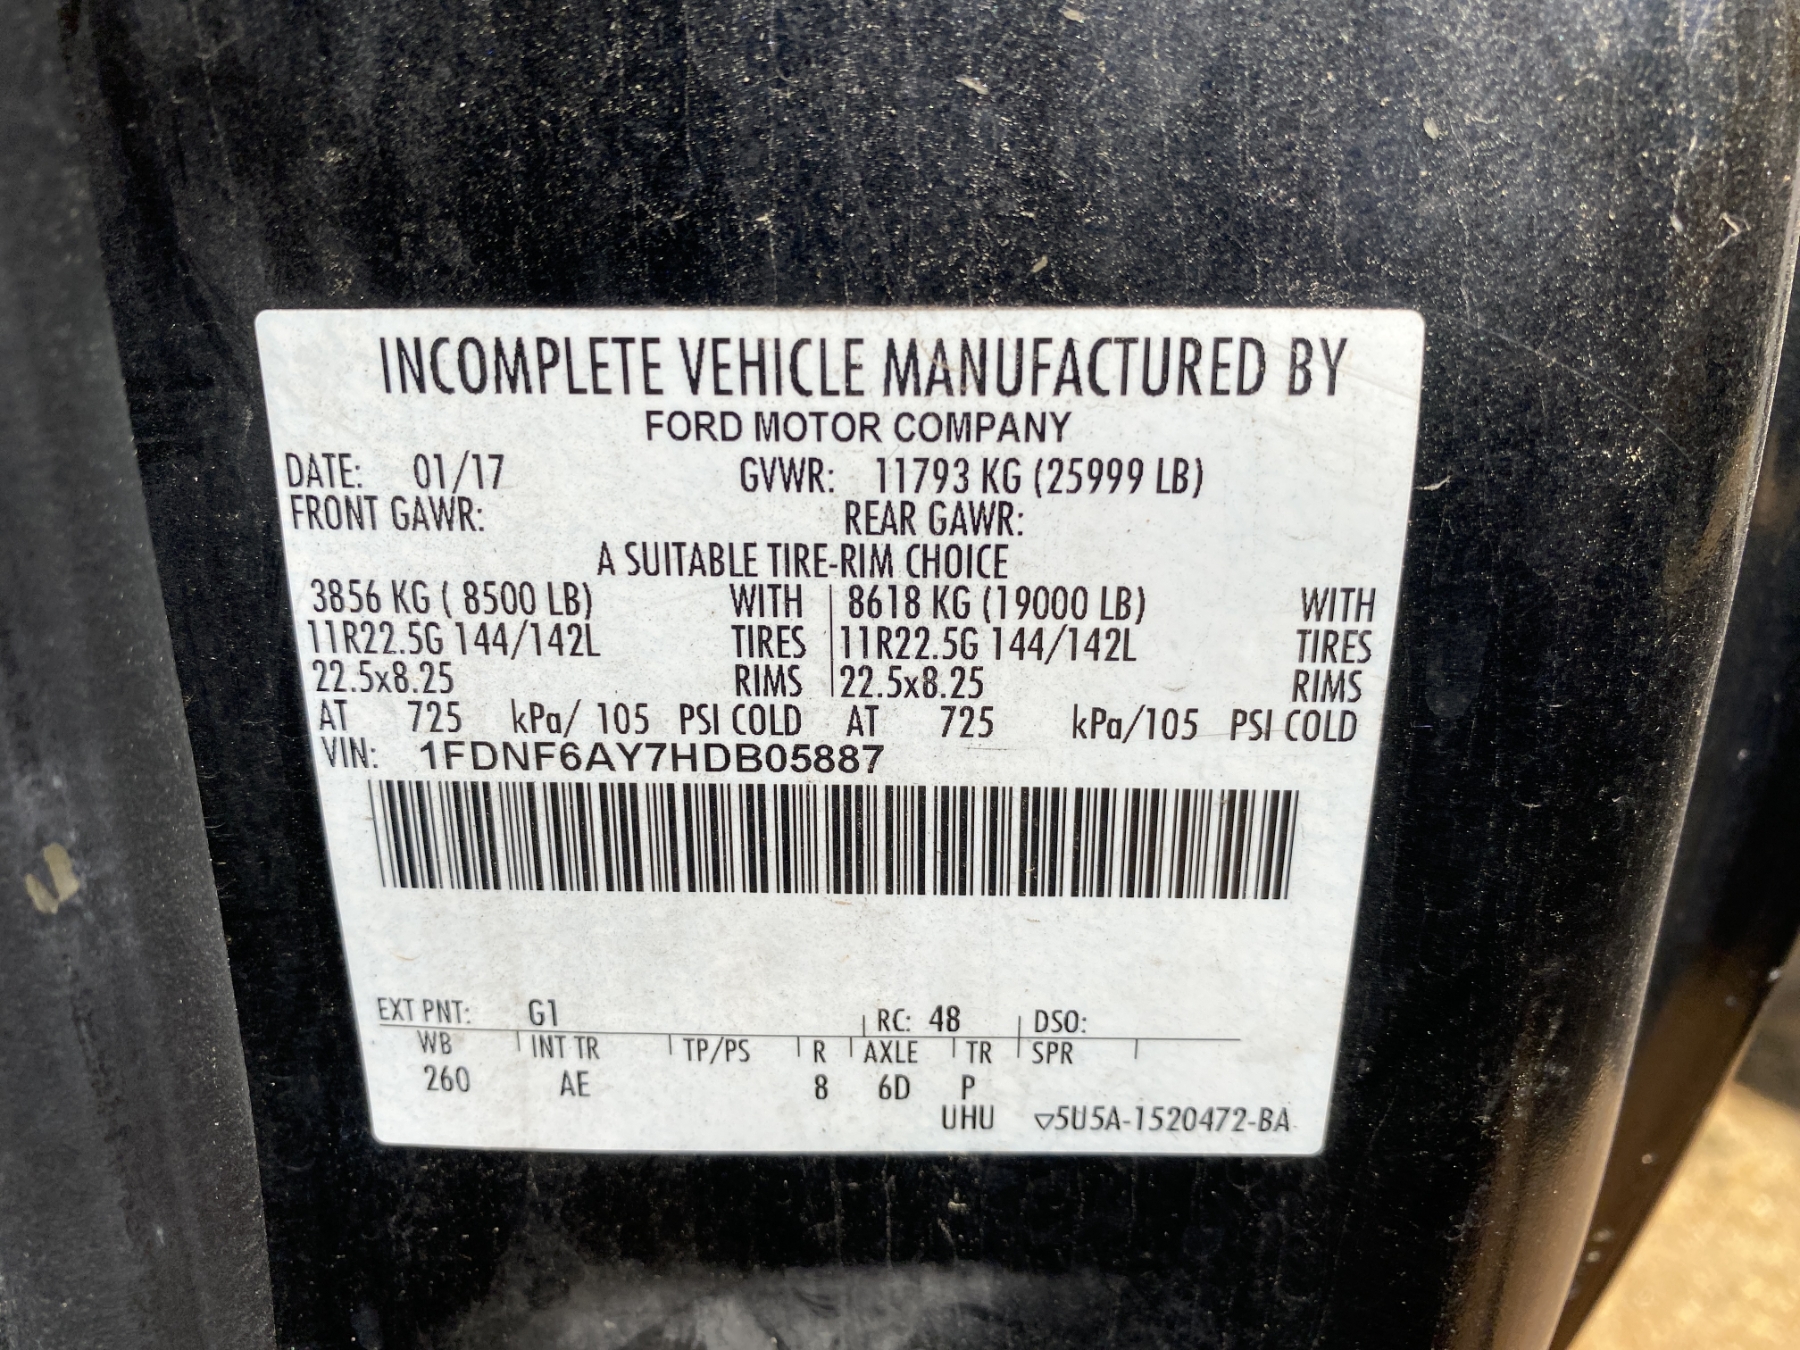 INCOMPLETE VEHICLE MANUFACTURED BY
FORD MOTOR COMPANY
DATE: 01/17 GVWR: 11793 KG (25999 LB)
FRONT GAWR: REAR GAWR:
A SUITABLE TIRE-RIM CHOICE
3856 KG ( 8500 LB) WITH 8618 KG (19000 LB) WITH
11R22.5G 144/142L TIRES 11R22.5G 144/142L TIRES
22.5x8.25 RIMS 22.5x8.25 RIMS
AT 725 kPa/ 105 PSI COLD AT 725 kPa/105 PSI COLD
VIN: 1FDNF6AY7HDB05887
EXT PNT: G1 RC: 48 DSO:
WB INT TR TP/PS R AXLE TR SPR
260 AE 8 6D P
UHU ▽5U5A-1520472-BA